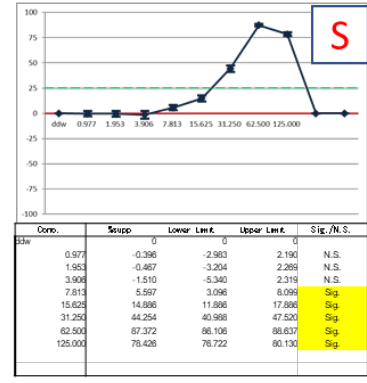 100
S
75
50
25
0
ddw 0.977 1.953 3.906 7.813 15.625 31.250 62.500 125.000
-25
-50
-75
-100
Conc. %supp Lower Limit Upper Limit Sig./N.S.
ddw 0 0 0
0.977 -0.396 -2.983 2.190 N.S.
1.953 -0.467 -3.204 2.269 N.S.
3.906 -1.510 -5.340 2.319 N.S.
7.813 5.597 3.096 8.099 Sig.
15.625 14.886 11.886 17.886 Sig.
31.250 44.254 40.988 47.520 Sig.
62.500 87.372 86.106 88.637 Sig.
125.000 78.426 76.722 80.130 Sig.